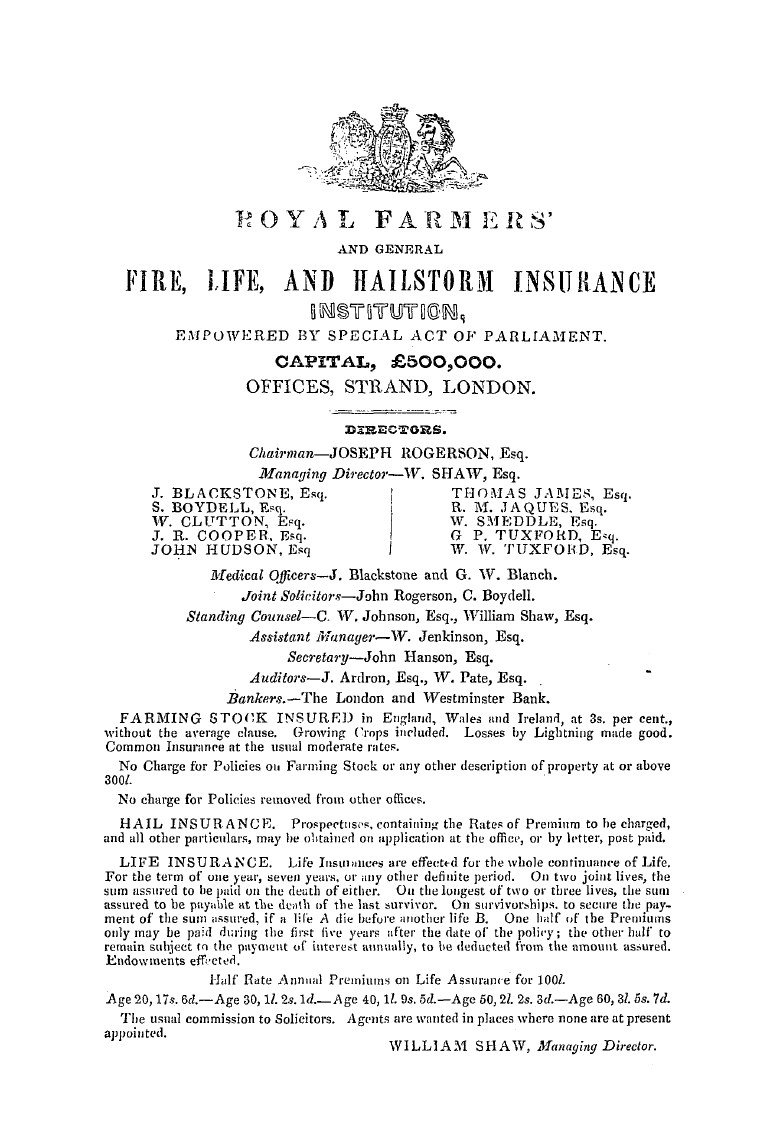 ROYAL FARMERS'
AND GENERAL
FIRE, LIFE, AND HAILSTORM INSURANCE
INSTITUTION,
EMPOWERED BY SPECIAL ACT OF PARLIAMENT.
CAPITAL, £500,000.
OFFICES, STRAND, LONDON.
DIRECTORS.
Chairman—JOSEPH ROGERSON, Esq.
Managing Director—W. SHAW, Esq.
J. BLACKSTONE, Esq.
S. BOYDELL, Esq.
W. CLUTTON, Esq.
J. R. COOPER, Esq.
JOHN HUDSON, Esq
THOMAS JAMES, Esq.
R. M. JAQUES, Esq.
W. SMEDDLE, Esq.
G P. TUXFORD, Esq.
W. W. TUXFORD, Esq.
Medical Officers—J. Blackstone and G. W. Blanch.
Joint Solicitors—John Rogerson, C. Boydell.
Standing Counsel—C. W. Johnson, Esq., William Shaw, Esq.
Assistant Manager—W. Jenkinson, Esq.
Secretary—John Hanson, Esq.
Auditors—J. Ardron, Esq., W. Pate, Esq.
Bankers.—The London and Westminster Bank.
FARMING STOCK INSURED in England, Wales and Ireland, at 3s. per cent.,
without the average clause. Growing Crops included. Losses by Lightning made good.
Common Insurance at the usual moderate rates.
No Charge for Policies on Farming Stock or any other description of property at or above
300l.
No charge for Policies removed from other offices.
HAIL INSURANCE. Prospectuses, containing the Rates of Premium to be charged,
and all other particulars, may be obtained on application at the office, or by letter, post paid.
LIFE INSURANCE. Life Insurances are effected for the whole continuance of Life.
For the term of one year, seven years, or any other definite period. On two joint lives, the
sum assured to be paid on the death of either. On the longest of two or three lives, the sum
assured to be payable at the death of the last survivor. On survivorships, to secure the pay-
ment of the sum assured, if a life A die before another life B. One half of the Premiums
only may be paid during the first five years after the date of the policy; the other half to
remain subject to the payment of interest annually, to be deducted from the amount assured.
Endowments effected.
Half Rate Annual Premiums on Life Assurance for 100l.
Age 20, 17s. 6d.—Age 30, 1l. 2s. 1d.—Age 40, 1l. 9s. 5d.—Age 50, 2l. 2s. 3d.—Age 60, 3l. 5s. 7d.
The usual commission to Solicitors. Agents are wanted in places where none are at present
appointed.
WILLIAM SHAW, Managing Director.